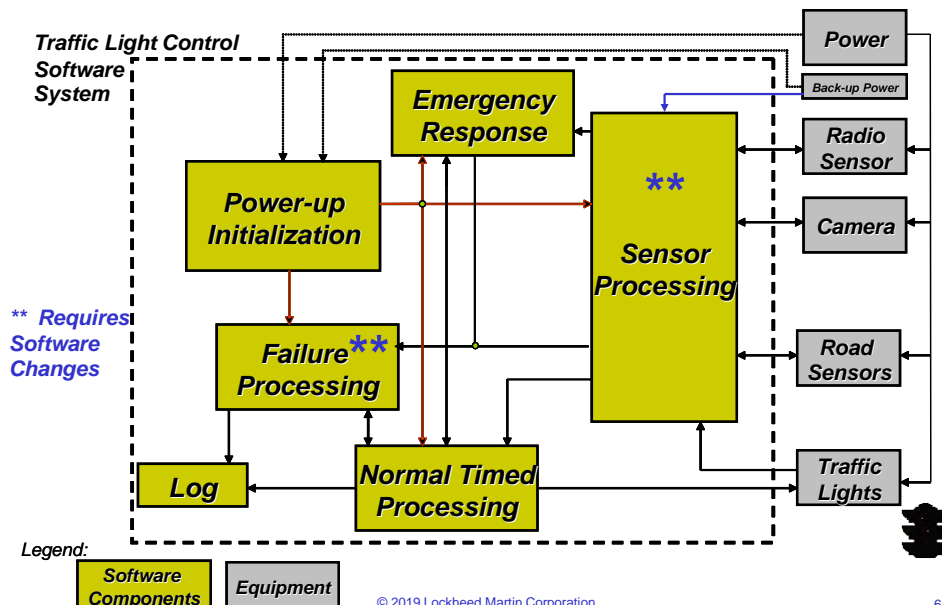 Traffic Light Control
Software
System
Power
Back-up Power
Emergency
Response
Radio
Sensor
**
Power-up
Initialization
Camera
Sensor
Processing
** Requires
Software
Changes
Failure **
Processing
Road
Sensors
Normal Timed
Processing
Log
Traffic
Lights
Legend:
Software
Components
Equipment
© 2019 Lockheed Martin Corporation
6